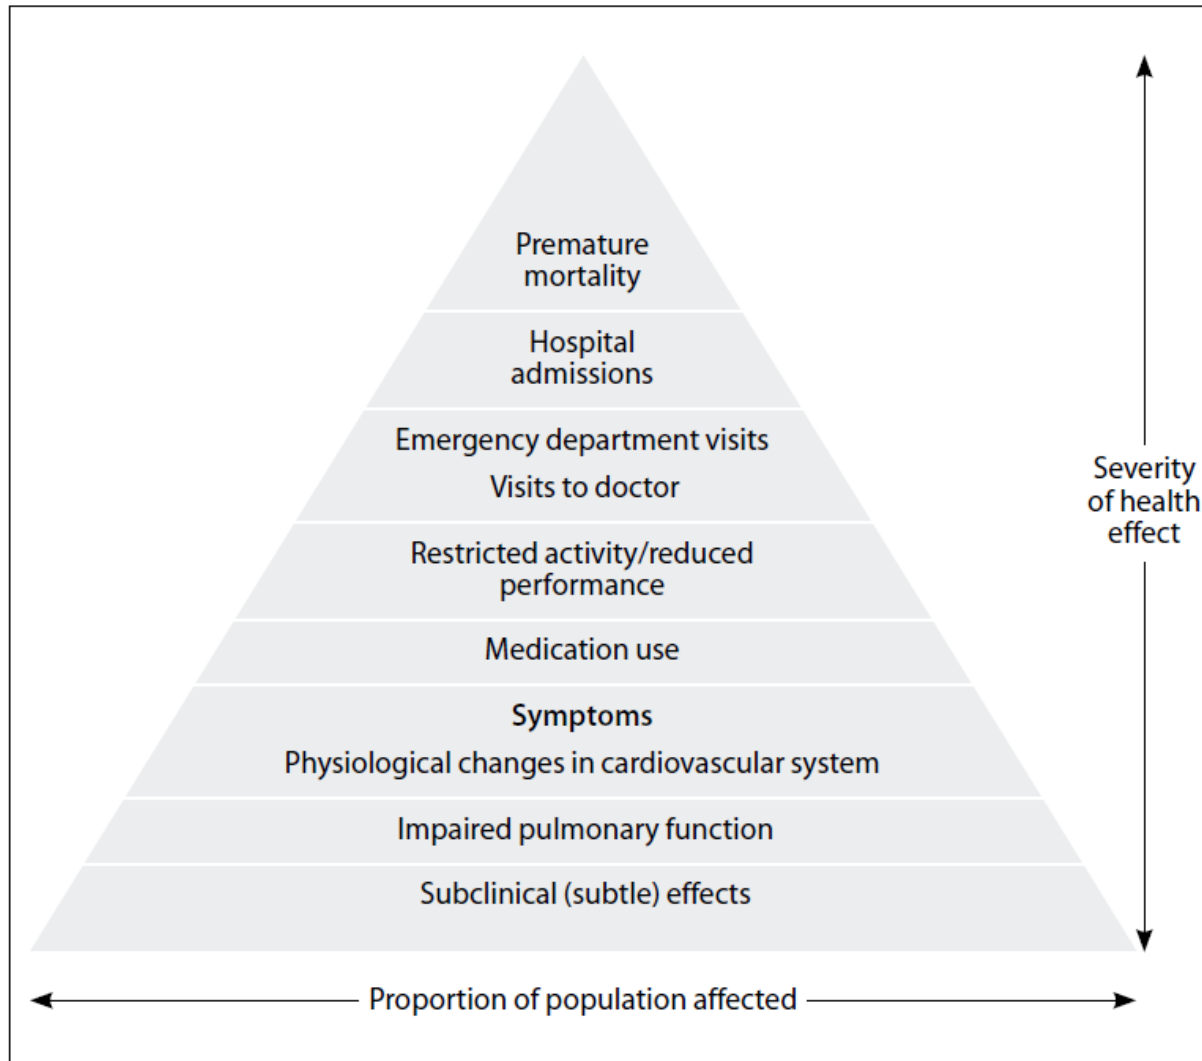 Premature
mortality
Hospital
admissions
Emergency department visits
Visits to doctor
Restricted activity/reduced
performance
Medication use
Symptoms
Physiological changes in cardiovascular system
Impaired pulmonary function
Subclinical (subtle) effects
Severity
of health
effect
Proportion of population affected